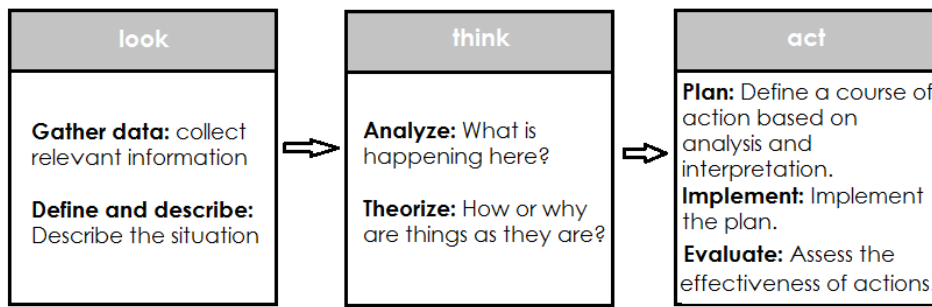 look
Gather data: collect
relevant information
Define and describe:
Describe the situation
think
Analyze: What is
happening here?
Theorize: How or why
are things as they are?
act
Plan: Define a course of
action based on
analysis and
interpretation.
Implement: Implement
the plan.
Evaluate: Assess the
effectiveness of actions